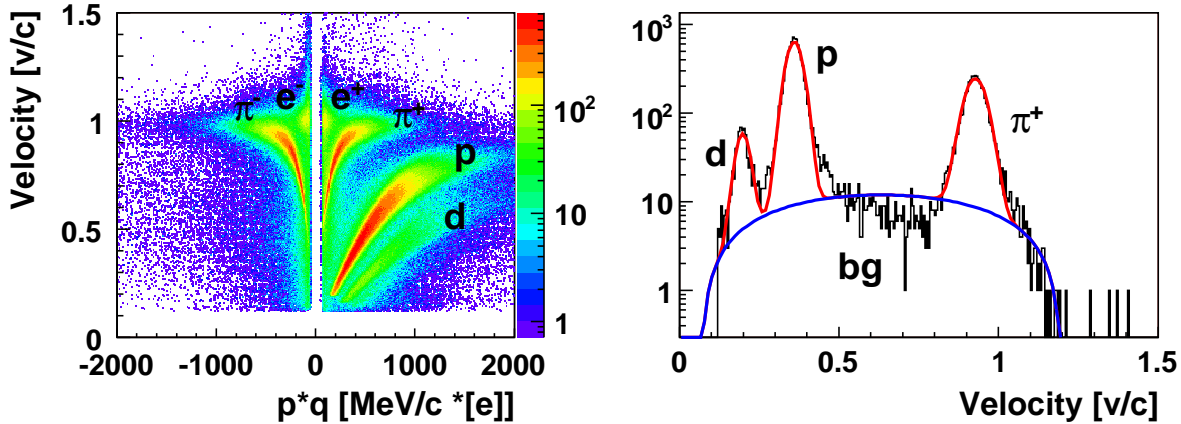 Velocity [v/c]
1.5
1
0.5
0
-2000
-1000
0
1000
2000
p*q [MeV/c *[e]]
π-
e-
e+
π+
p
d
10²
10
1
10³
10²
10
1
d
p
π+
bg
0
0.5
1
1.5
Velocity [v/c]